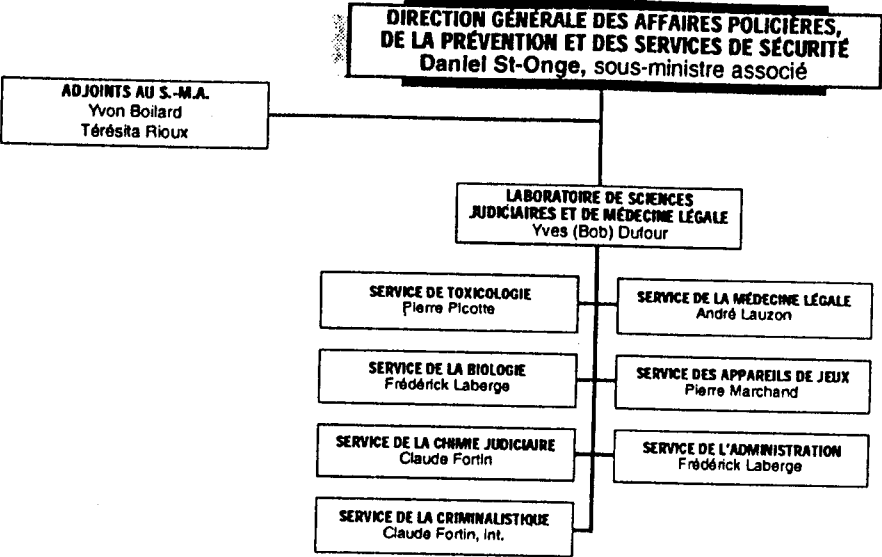 DIRECTION GÉNÉRALE DES AFFAIRES POLICIÈRES,
DE LA PRÉVENTION ET DES SERVICES DE SÉCURITÉ
Daniel St-Onge, sous-ministre associé
ADJOINTS AU S.-M.A.
Yvon Boilard
Térésita Rioux
LABORATOIRE DE SCIENCES
JUDICIAIRES ET DE MÉDECINE LÉGALE
Yves (Bob) Dufour
SERVICE DE TOXICOLOGIE
Pierre Picotte
SERVICE DE LA MÉDECINE LÉGALE
André Lauzon
SERVICE DE LA BIOLOGIE
Frédérick Laberge
SERVICE DES APPAREILS DE JEUX
Pierre Marchand
SERVICE DE LA CHIMIE JUDICIAIRE
Claude Fortin
SERVICE DE L'ADMINISTRATION
Frédérick Laberge
SERVICE DE LA CRIMINALISTIQUE
Claude Fortin, int.